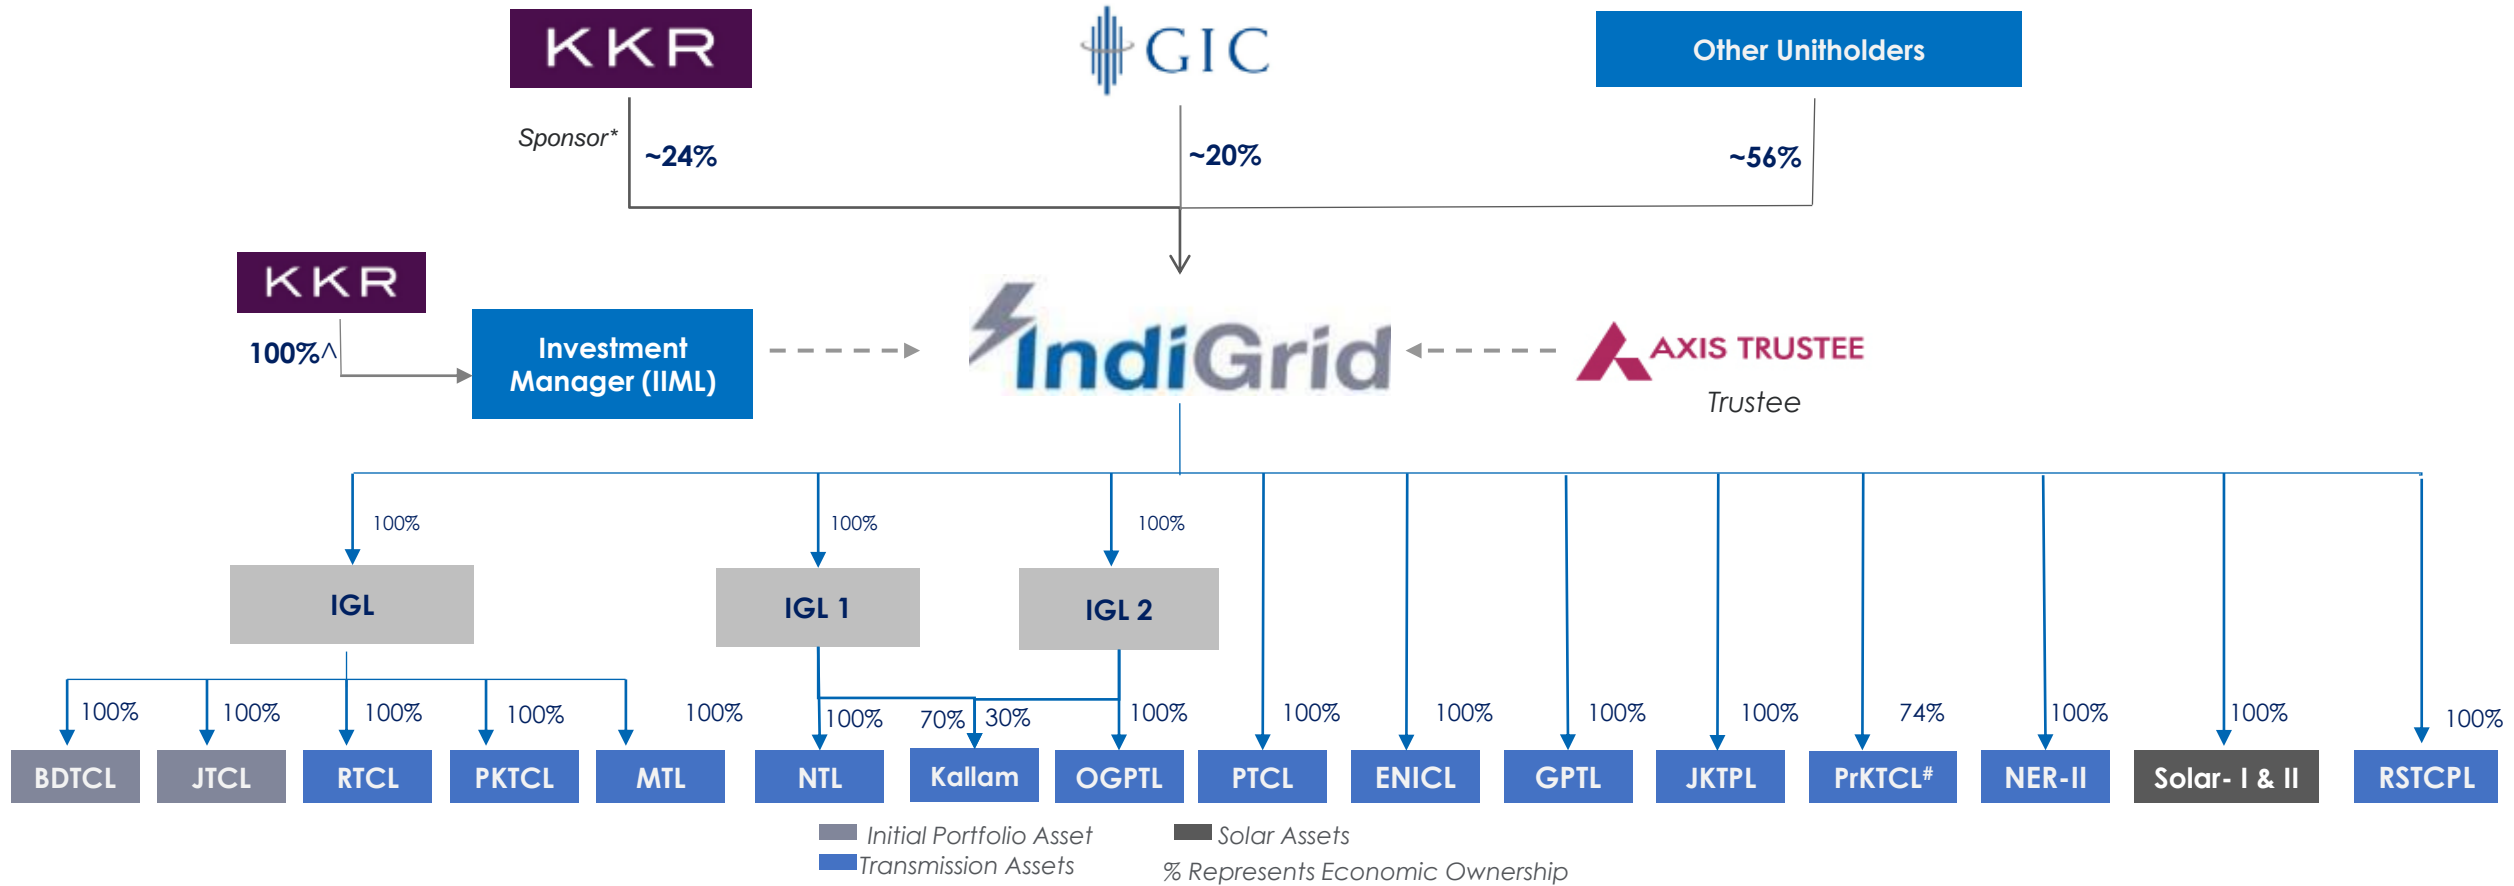 KKR
GIC
Other Unitholders
Sponsor*
~24%
~20%
~56%
KKR
100%^
Investment
Manager (IIML)
IndiGrid
AXIS TRUSTEE
Trustee
100%
100%
100%
IGL
IGL 1
IGL 2
100%
100%
100%
100%
100%
100%
70%
30%
100%
100%
100%
100%
100%
74%
100%
100%
100%
BDTCL
JTCL
RTCL
PKTCL
MTL
NTL
Kallam
OGPTL
PTCL
ENICL
GPTL
JKTPL
PrKTCL#
NER-II
Solar- I & II
RSTCPL
Initial Portfolio Asset
Solar Assets
Transmission Assets
% Represents Economic Ownership